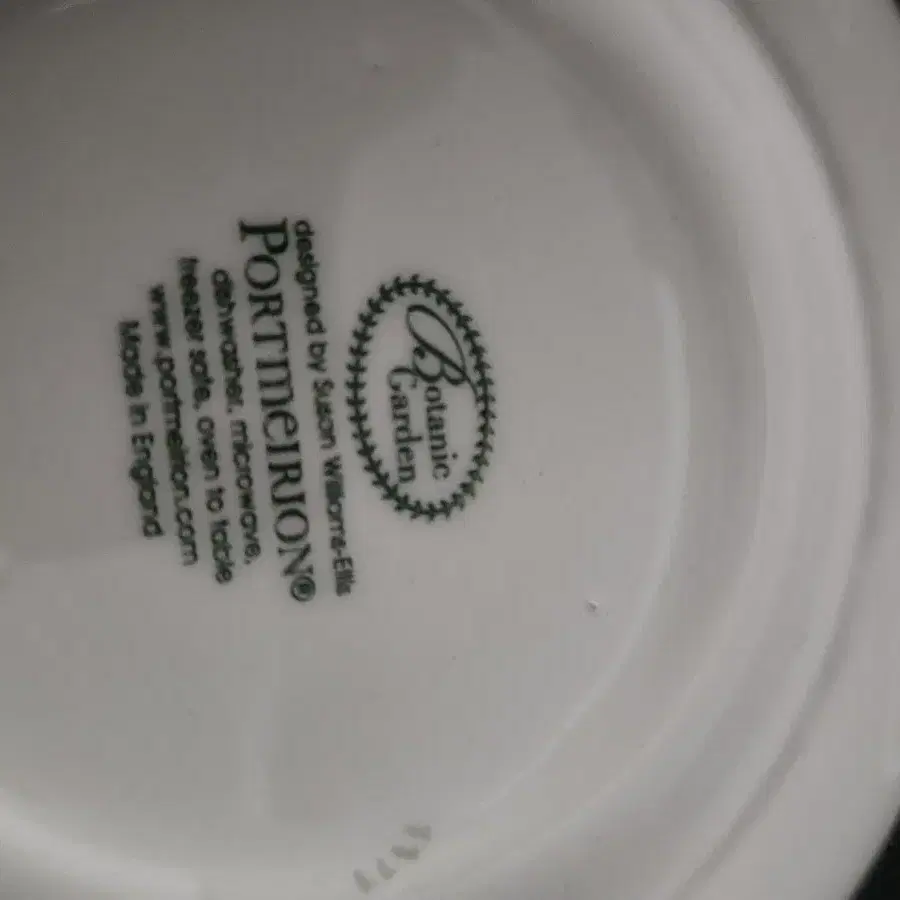 Botanic
Garden
designed by Susan Williams-Ellis
PORTMEIRION®
dishwasher, microwave,
freezer safe, oven to table
www.portmeirion.com
Made in England